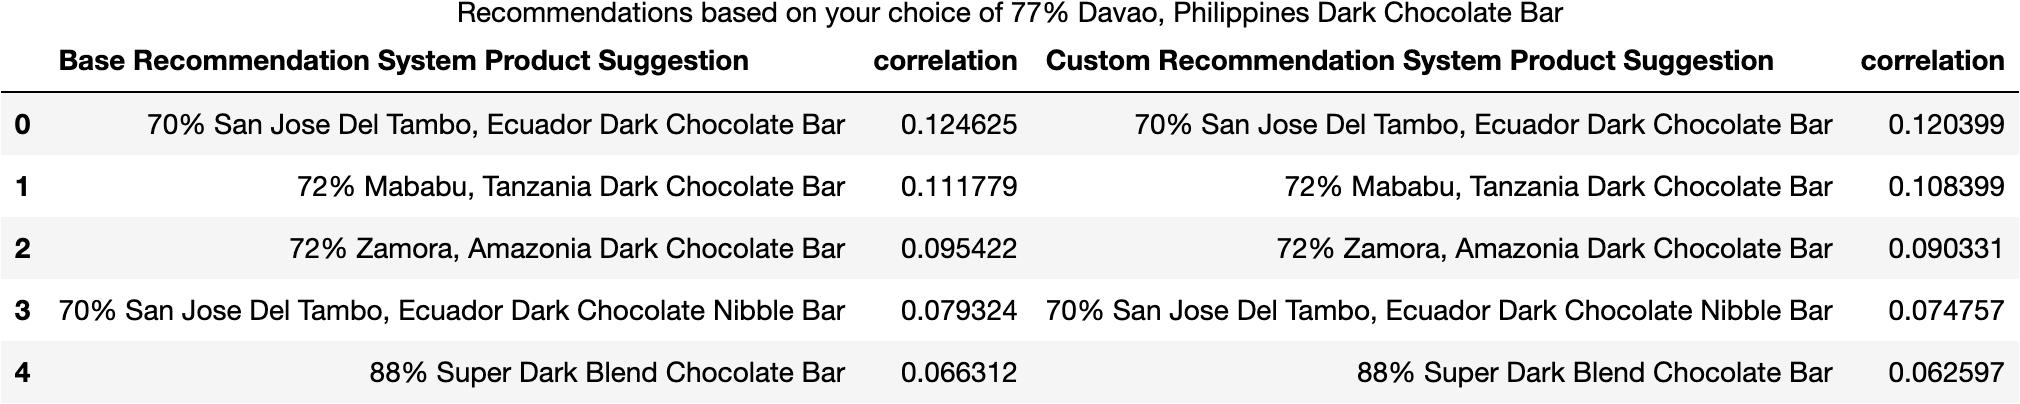 Recommendations based on your choice of 77% Davao, Philippines Dark Chocolate Bar
Base Recommendation System Product Suggestion correlation Custom Recommendation System Product Suggestion correlation
0 70% San Jose Del Tambo, Ecuador Dark Chocolate Bar 0.124625 70% San Jose Del Tambo, Ecuador Dark Chocolate Bar 0.120399
1 72% Mababu, Tanzania Dark Chocolate Bar 0.111779 72% Mababu, Tanzania Dark Chocolate Bar 0.108399
2 72% Zamora, Amazonia Dark Chocolate Bar 0.095422 72% Zamora, Amazonia Dark Chocolate Bar 0.090331
3 70% San Jose Del Tambo, Ecuador Dark Chocolate Nibble Bar 0.079324 70% San Jose Del Tambo, Ecuador Dark Chocolate Nibble Bar 0.074757
4 88% Super Dark Blend Chocolate Bar 0.066312 88% Super Dark Blend Chocolate Bar 0.062597